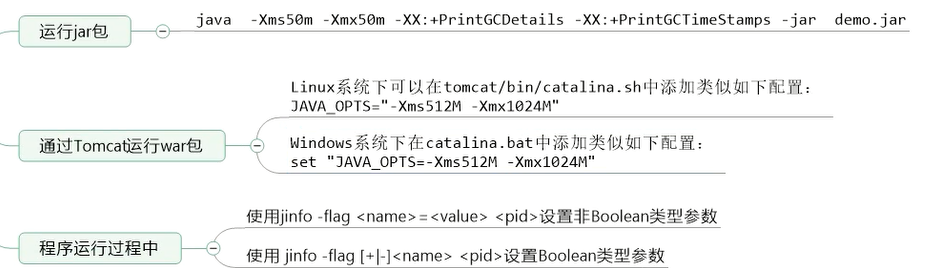 运行jar包
java -Xms50m -Xmx50m -XX:+PrintGCDetails -XX:+PrintGCTimeStamps -jar demo.jar
通过Tomcat运行war包
Linux系统下可以在tomcat/bin/catalina.sh中添加类似如下配置：
JAVA_OPTS="-Xms512M -Xmx1024M"
Windows系统下在catalina.bat中添加类似如下配置：
set "JAVA_OPTS=-Xms512M -Xmx1024M"
程序运行过程中
使用jinfo -flag <name>=<value> <pid>设置非Boolean类型参数
使用 jinfo -flag [+|-]<name> <pid>设置Boolean类型参数